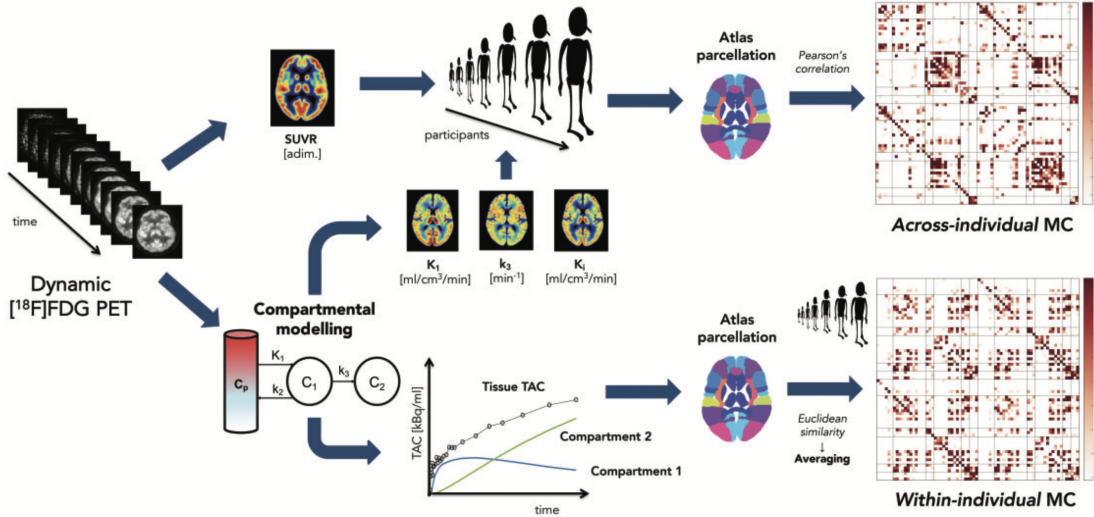 time
Dynamic
[¹⁸F]FDG PET
SUVR
[adim.]
participants
Atlas
parcellation
Pearson's
correlation
Across-individual MC
K₁
[ml/cm³/min]
k₃
[min⁻¹]
Kᵢ
[ml/cm³/min]
Compartmental
modelling
Cₚ
K₁
k₂
C₁
k₃
C₂
TAC [kBq/ml]
Tissue TAC
Compartment 2
Compartment 1
time
Atlas
parcellation
Euclidean
similarity
↓
Averaging
Within-individual MC